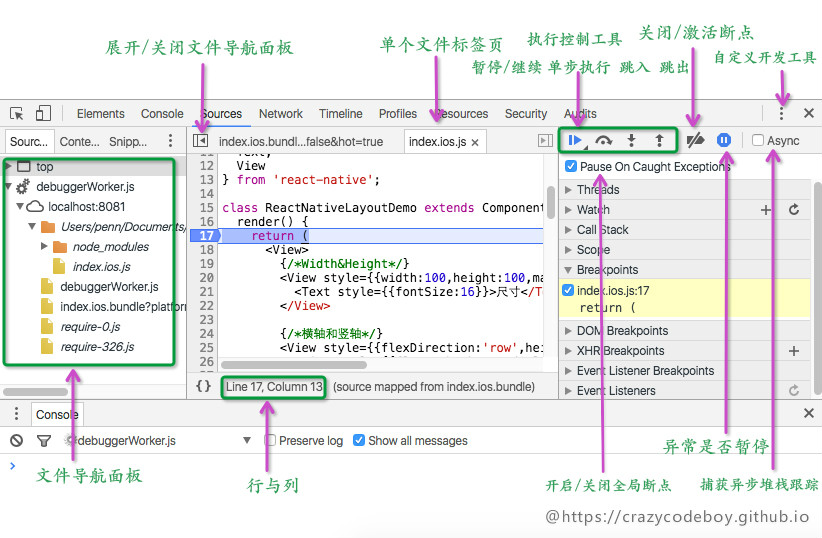 展开/关闭文件导航面板
单个文件标签页
执行控制工具
关闭/激活断点
暂停/继续 单步执行 跳入 跳出
自定义开发工具
Elements Console Sources Network Timeline Profiles Resources Security Audits
Sourc... Conte... Snipp...
index.ios.bundl...false&hot=true index.ios.js
Async
top
debuggerWorker.js
localhost:8081
Users/penn/Documents/
node_modules
index.ios.js
debuggerWorker.js
index.ios.bundle?platform
require-0.js
require-326.js
11 Text,
12 View
13 } from 'react-native';
14
15 class ReactNativeLayoutDemo extends Component
16 render() {
17 return (
18 <View>
19 {/*Width&Height*/}
20 <View style={{width:100,height:100,ma
21 <Text style={{fontSize:16}}>尺寸</T
22 </View>
23
24 {/*横轴和竖轴*/}
25 <View style={{flexDirection:'row',hei
26
{} Line 17, Column 13 (source mapped from index.ios.bundle)
Pause On Caught Exceptions
Threads
Watch
Call Stack
Scope
Breakpoints
index.ios.js:17
return (
DOM Breakpoints
XHR Breakpoints
Event Listener Breakpoints
Event Listeners
Console
debuggerWorker.js Preserve log Show all messages
文件导航面板
行与列
异常是否暂停
开启/关闭全局断点
捕获异步堆栈跟踪
@https://crazycodeboy.github.io